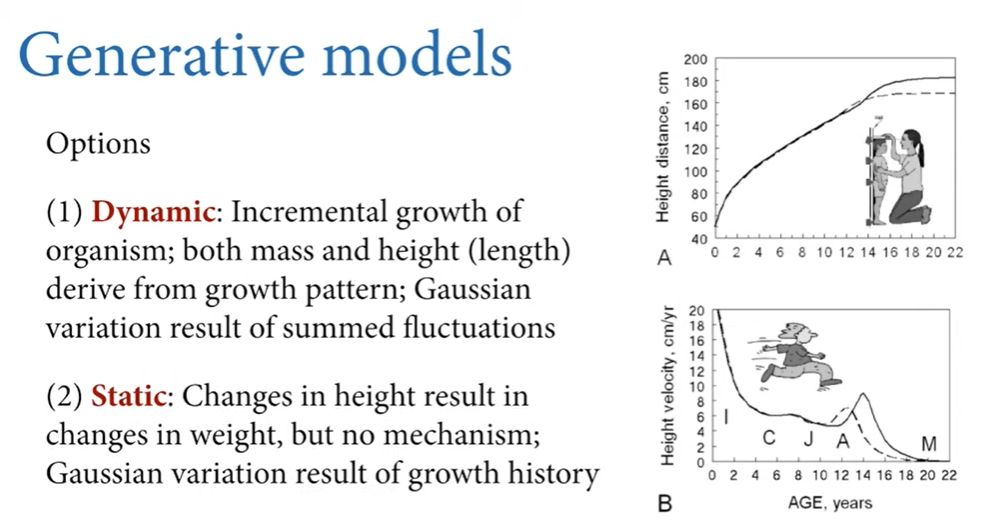 Generative models
Options
(1) Dynamic: Incremental growth of
organism; both mass and height (length)
derive from growth pattern; Gaussian
variation result of summed fluctuations
(2) Static: Changes in height result in
changes in weight, but no mechanism;
Gaussian variation result of growth history
Height distance, cm
200
180
160
140
120
100
80
60
40
0 2 4 6 8 10 12 14 16 18 20 22
A
Height velocity, cm/yr
20
18
16
14
12
10
8
6
4
2
0
I C J A M
0 2 4 6 8 10 12 14 16 18 20 22
B
AGE, years